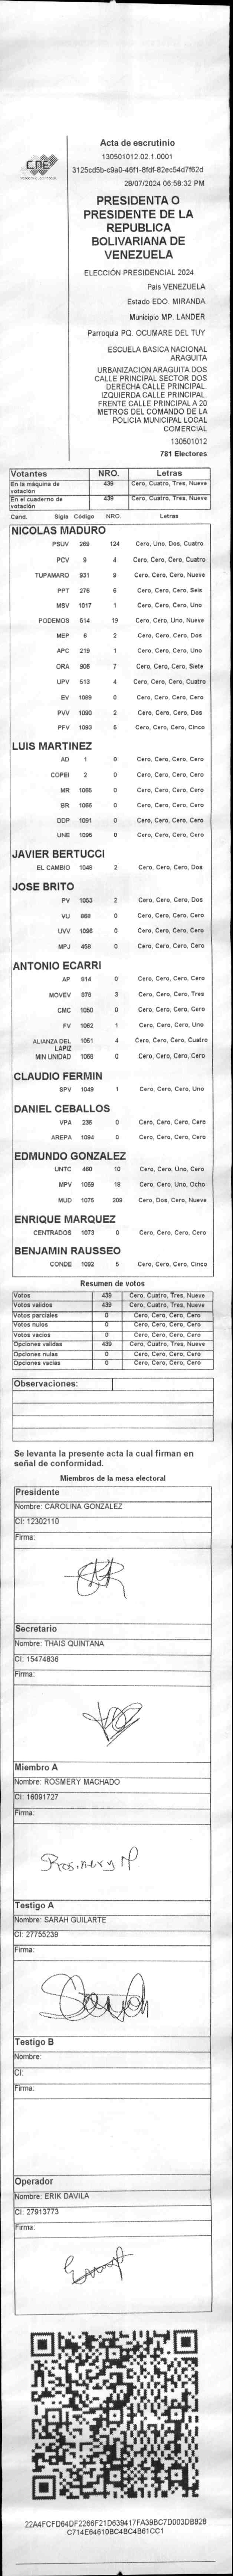 CNE
Acta de escrutinio
130501012.02.1.0001
3125cd5b-c9a0-46f1-8fdf-82ec54d7f62d
28/07/2024 06:58:32 PM
PRESIDENTA O
PRESIDENTE DE LA
REPUBLICA
BOLIVARIANA DE
VENEZUELA
ELECCIÓN PRESIDENCIAL 2024
País VENEZUELA
Estado EDO. MIRANDA
Municipio MP. LANDER
Parroquia PQ. OCUMARE DEL TUY
ESCUELA BASICA NACIONAL
ARAGUITA
URBANIZACION ARAGUITA DOS
CALLE PRINCIPAL SECTOR DOS
DERECHA CALLE PRINCIPAL.
IZQUIERDA CALLE PRINCIPAL.
FRENTE CALLE PRINCIPAL A 20
METROS DEL COMANDO DE LA
POLICIA MUNICIPAL LOCAL
COMERCIAL
130501012
781 Electores
Votantes NRO. Letras
En la máquina de votación 439 Cero, Cuatro, Tres, Nueve
En el cuaderno de votación 439 Cero, Cuatro, Tres, Nueve
Cand. Sigls Código NRO. Letras
NICOLAS MADURO
PSUV 269 124 Cero, Uno, Dos, Cuatro
PCV 9 4 Cero, Cero, Cero, Cuatro
TUPAMARO 931 9 Cero, Cero, Cero, Nueve
PPT 276 6 Cero, Cero, Cero, Seis
MSV 1017 1 Cero, Cero, Cero, Uno
PODEMOS 514 19 Cero, Cero, Uno, Nueve
MEP 6 2 Cero, Cero, Cero, Dos
APC 219 1 Cero, Cero, Cero, Uno
ORA 906 7 Cero, Cero, Cero, Siete
UPV 513 4 Cero, Cero, Cero, Cuatro
EV 1089 0 Cero, Cero, Cero, Cero
PVV 1090 2 Cero, Cero, Cero, Dos
PFV 1093 5 Cero, Cero, Cero, Cinco
LUIS MARTINEZ
AD 1 0 Cero, Cero, Cero, Cero
COPEI 2 0 Cero, Cero, Cero, Cero
MR 1065 0 Cero, Cero, Cero, Cero
BR 1066 0 Cero, Cero, Cero, Cero
DDP 1091 0 Cero, Cero, Cero, Cero
UNE 1095 0 Cero, Cero, Cero, Cero
JAVIER BERTUCCI
EL CAMBIO 1048 2 Cero, Cero, Cero, Dos
JOSE BRITO
PV 1053 2 Cero, Cero, Cero, Dos
VU 968 0 Cero, Cero, Cero, Cero
UVV 1096 0 Cero, Cero, Cero, Cero
MPJ 458 0 Cero, Cero, Cero, Cero
ANTONIO ECARRI
AP 914 0 Cero, Cero, Cero, Cero
MOVEV 978 3 Cero, Cero, Cero, Tres
CMC 1050 0 Cero, Cero, Cero, Cero
FV 1062 1 Cero, Cero, Cero, Uno
ALIANZA DEL LAPIZ 1051 4 Cero, Cero, Cero, Cuatro
MIN UNIDAD 1058 0 Cero, Cero, Cero, Cero
CLAUDIO FERMIN
SPV 1049 1 Cero, Cero, Cero, Uno
DANIEL CEBALLOS
VPA 236 0 Cero, Cero, Cero, Cero
AREPA 1094 0 Cero, Cero, Cero, Cero
EDMUNDO GONZALEZ
UNTC 460 10 Cero, Cero, Uno, Cero
MPV 1059 18 Cero, Cero, Uno, Ocho
MUD 1075 209 Cero, Dos, Cero, Nueve
ENRIQUE MARQUEZ
CENTRADOS 1073 0 Cero, Cero, Cero, Cero
BENJAMIN RAUSSEO
CONDE 1092 5 Cero, Cero, Cero, Cinco
Resumen de votos
Votos 439 Cero, Cuatro, Tres, Nueve
Votos validos 439 Cero, Cuatro, Tres, Nueve
Votos parciales 0 Cero, Cero, Cero, Cero
Votos nulos 0 Cero, Cero, Cero, Cero
Votos vacios 0 Cero, Cero, Cero, Cero
Opciones validas 439 Cero, Cuatro, Tres, Nueve
Opciones nulas 0 Cero, Cero, Cero, Cero
Opciones vacias 0 Cero, Cero, Cero, Cero
Observaciones:
Se levanta la presente acta la cual firman en
señal de conformidad.
Miembros de la mesa electoral
Presidente
Nombre: CAROLINA GONZALEZ
CI: 12302110
Firma:
Secretario
Nombre: THAIS QUINTANA
CI: 15474836
Firma:
Miembro A
Nombre: ROSMERY MACHADO
CI: 16091727
Firma:
Rosmery M
Testigo A
Nombre: SARAH GUILARTE
CI: 27755239
Firma:
Testigo B
Nombre:
CI:
Firma:
Operador
Nombre: ERIK DAVILA
CI: 27913773
Firma:
22A4FCFD64DF2266F21D639417FA39BC7D003DB828
C714E64610BC4BC4B61CC1